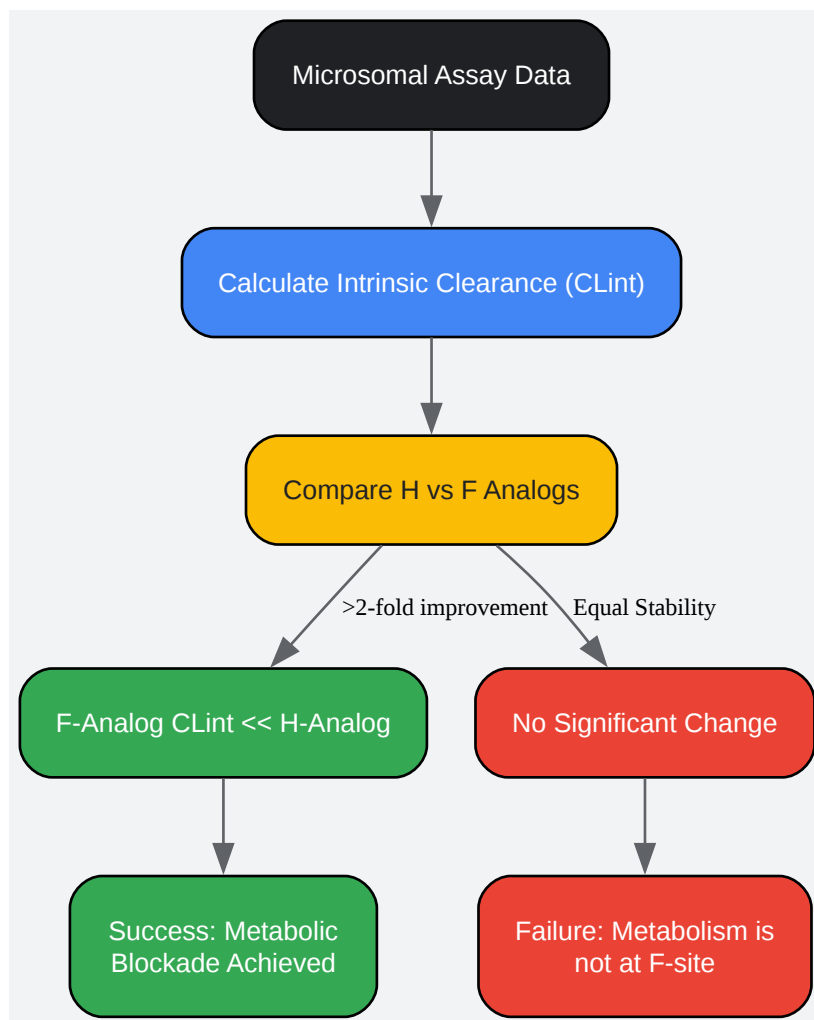 Microsomal Assay Data
Calculate Intrinsic Clearance (CLint)
Compare H vs F Analogs
>2-fold improvement
Equal Stability
F-Analog CLint << H-Analog
No Significant Change
Success: Metabolic
Blockade Achieved
Failure: Metabolism is
not at F-site